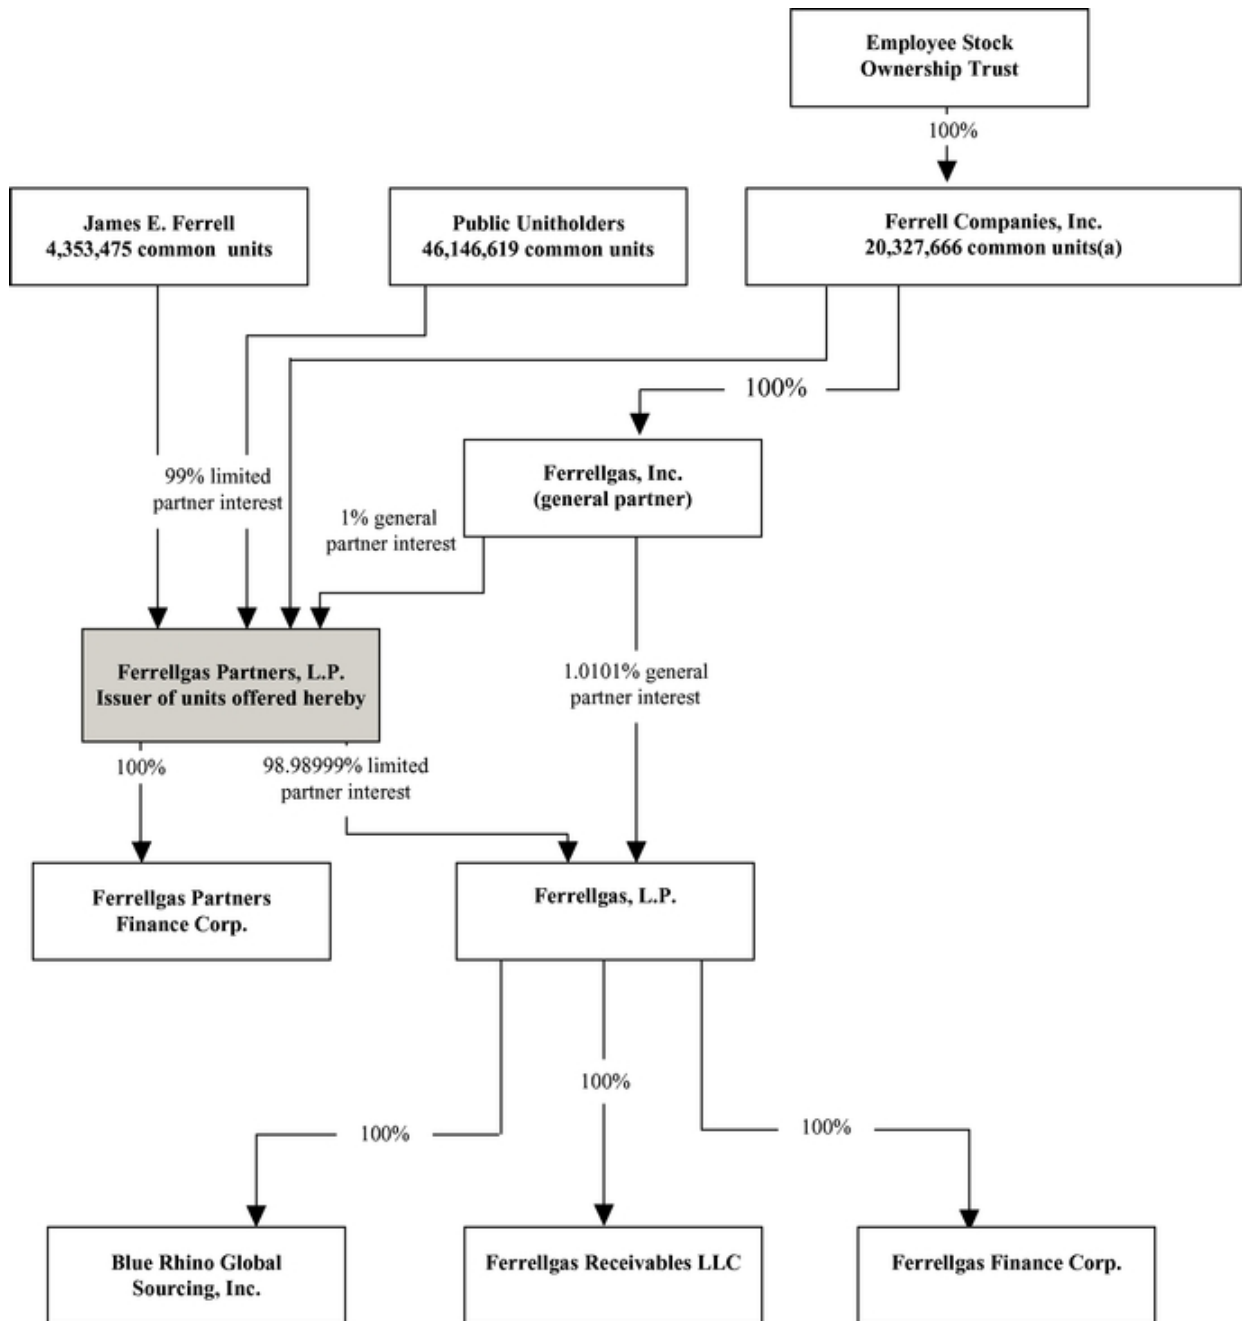 Employee Stock
Ownership Trust
100%
James E. Ferrell
4,353,475 common units
Public Unitholders
46,146,619 common units
Ferrell Companies, Inc.
20,327,666 common units(a)
100%
Ferrellgas, Inc.
(general partner)
99% limited
partner interest
1% general
partner interest
Ferrellgas Partners, L.P.
Issuer of units offered hereby
1.0101% general
partner interest
100%
98.98999% limited
partner interest
Ferrellgas Partners
Finance Corp.
Ferrellgas, L.P.
100%
100%
100%
Blue Rhino Global
Sourcing, Inc.
Ferrellgas Receivables LLC
Ferrellgas Finance Corp.